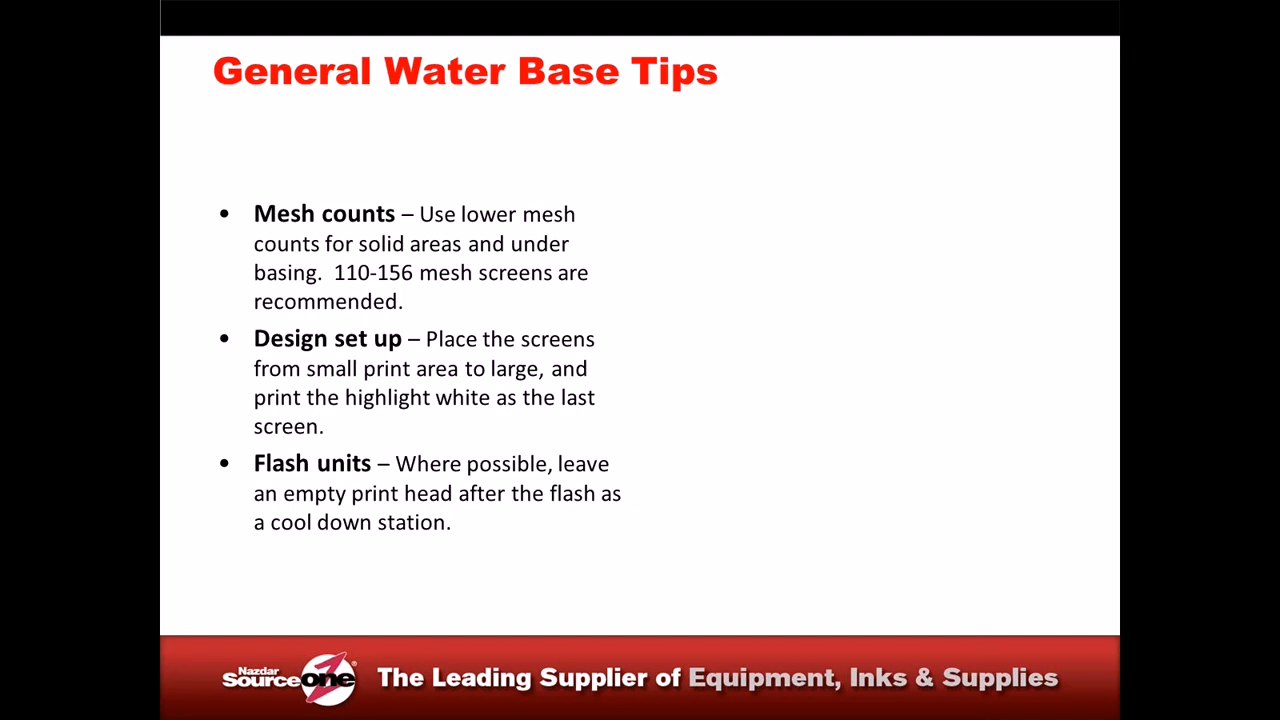 General Water Base Tips
• Mesh counts – Use lower mesh
counts for solid areas and under
basing.  110-156 mesh screens are
recommended.
• Design set up – Place the screens
from small print area to large, and
print the highlight white as the last
screen.
• Flash units – Where possible, leave
an empty print head after the flash as
a cool down station.
Nazdar
sourceone®
The Leading Supplier of Equipment, Inks & Supplies